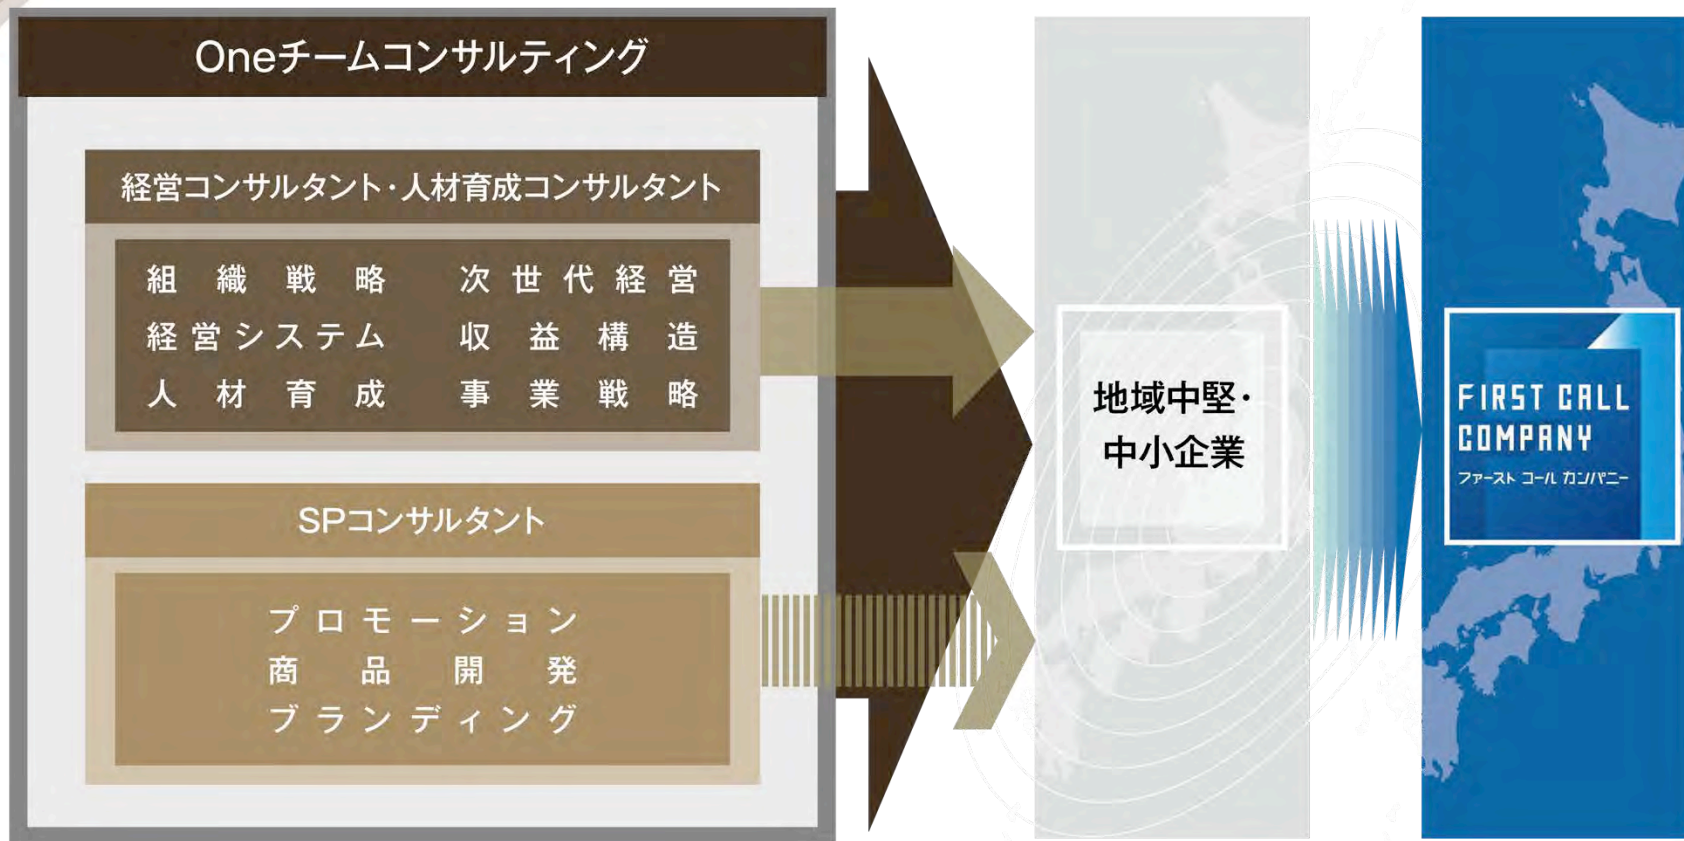 Oneチームコンサルティング
経営コンサルタント・人材育成コンサルタント
組織戦略 次世代経営
経営システム 収益構造
人材育成 事業戦略
SPコンサルタント
プロモーション
商品開発
ブランディング
地域中堅・
中小企業
FIRST CALL
COMPANY
ファースト コール カンパニー